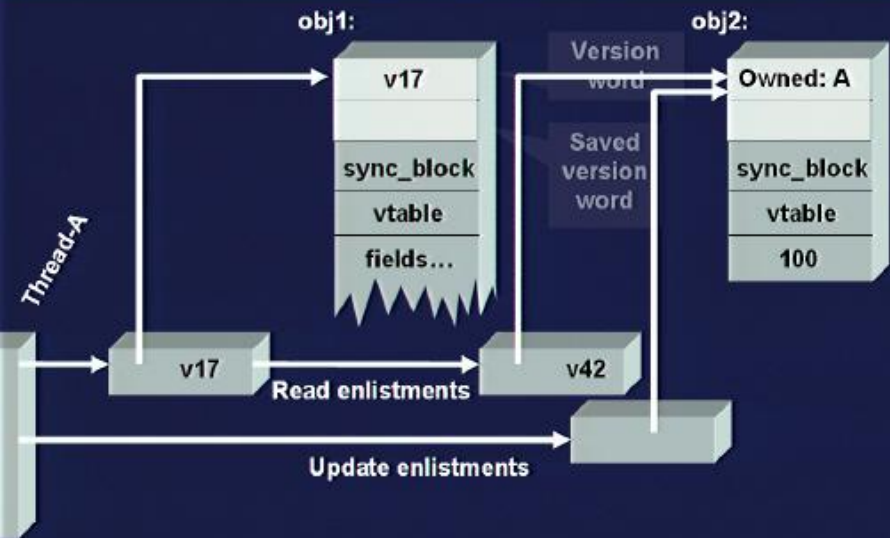 obj1:
obj2:
v17
Version
word
Owned: A
Saved
version
word
sync_block
vtable
fields...
sync_block
vtable
100
Thread-A
v17
Read enlistments
v42
Update enlistments